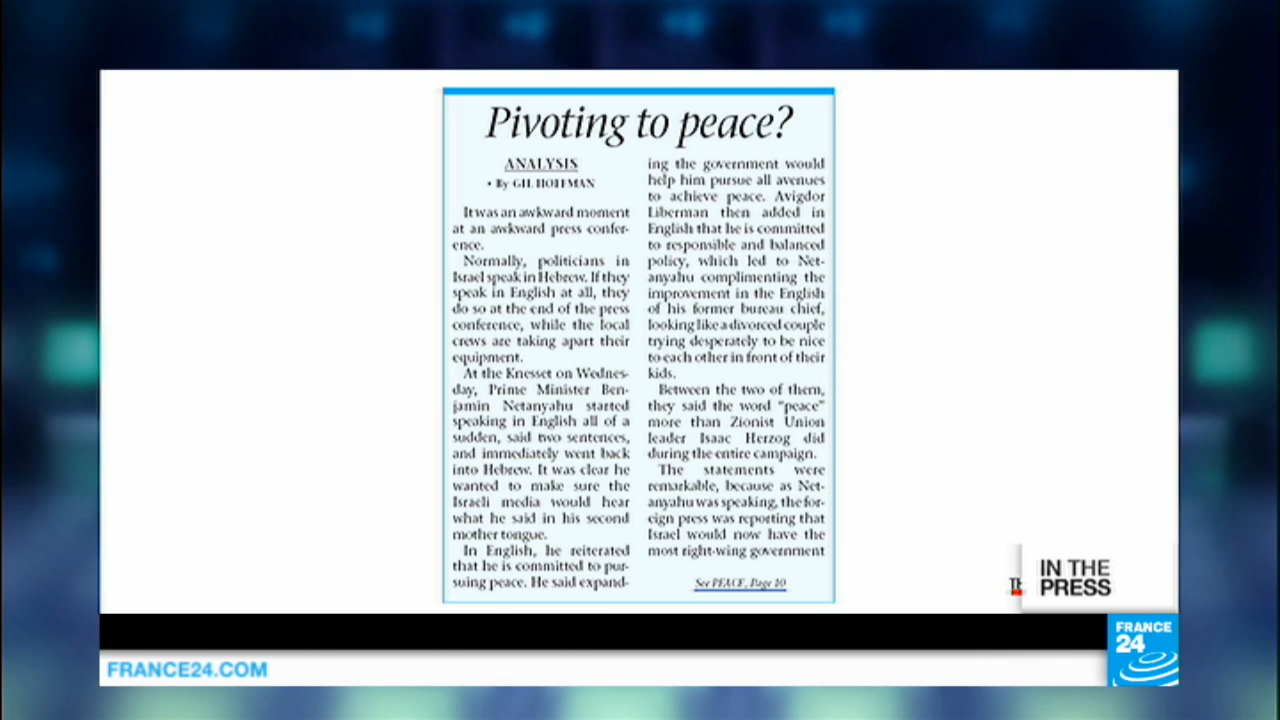 Pivoting to peace?
ANALYSIS
• By GIL HOFFMAN
It was an awkward moment
at an awkward press confer-
ence.
Normally, politicians in
Israel speak in Hebrew. If they
speak in English at all, they
do so at the end of the press
conference, while the local
crews are taking apart their
equipment.
At the Knesset on Wednes-
day, Prime Minister Ben-
jamin Netanyahu started
speaking in English all of a
sudden, said two sentences,
and immediately went back
into Hebrew. It was clear he
wanted to make sure the
Israeli media would hear
what he said in his second
mother tongue.
In English, he reiterated
that he is committed to pur-
suing peace. He said expand-
ing the government would
help him pursue all avenues
to achieve peace. Avigdor
Liberman then added in
English that he is committed
to responsible and balanced
policy, which led to Net-
anyahu complimenting the
improvement in the English
of his former bureau chief,
looking like a divorced couple
trying desperately to be nice
to each other in front of their
kids.
Between the two of them,
they said the word "peace"
more than Zionist Union
leader Isaac Herzog did
during the entire campaign.
The statements were
remarkable, because as Net-
anyahu was speaking, the for-
eign press was reporting that
Israel would now have the
most right-wing government
See PEACE, Page 10
IN THE
PRESS
FRANCE
24
FRANCE24.COM